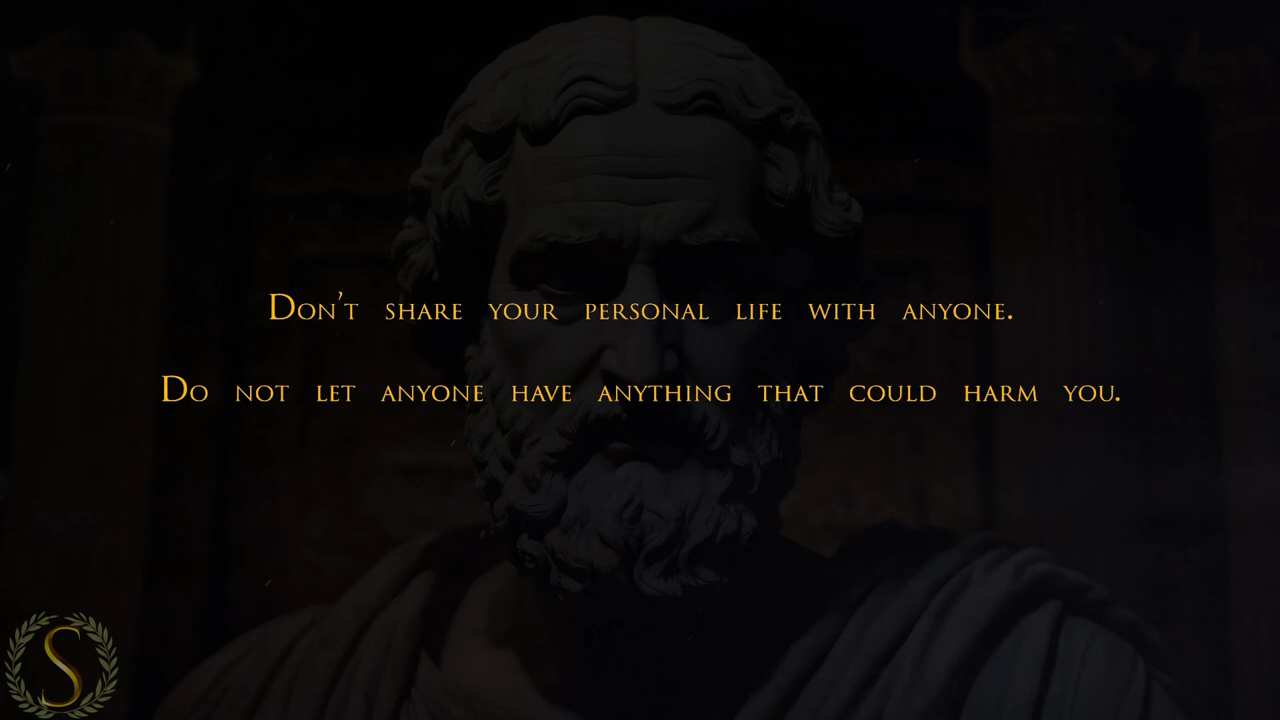 Don't share your personal life with anyone.
Do not let anyone have anything that could harm you.
S